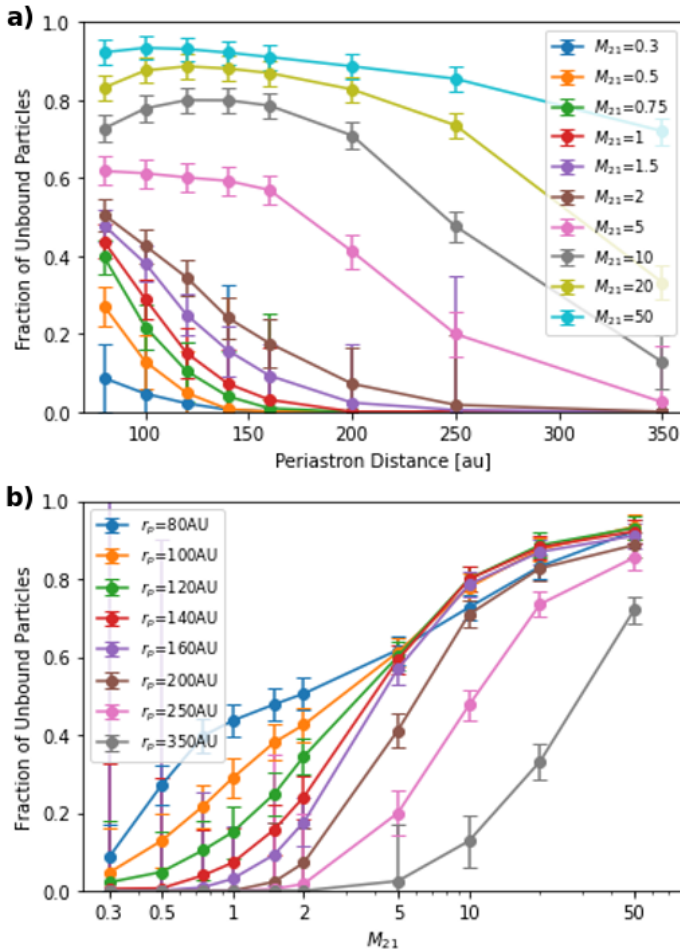 a)
1.0
0.8
0.6
0.4
0.2
0.0
Fraction of Unbound Particles
M₂₁=0.3
M₂₁=0.5
M₂₁=0.75
M₂₁=1
M₂₁=1.5
M₂₁=2
M₂₁=5
M₂₁=10
M₂₁=20
M₂₁=50
100 150 200 250 300 350
Periastron Distance [au]
b)
1.0
0.8
0.6
0.4
0.2
0.0
Fraction of Unbound Particles
rₚ=80AU
rₚ=100AU
rₚ=120AU
rₚ=140AU
rₚ=160AU
rₚ=200AU
rₚ=250AU
rₚ=350AU
0.3 0.5 1 2 5 10 50
M₂₁